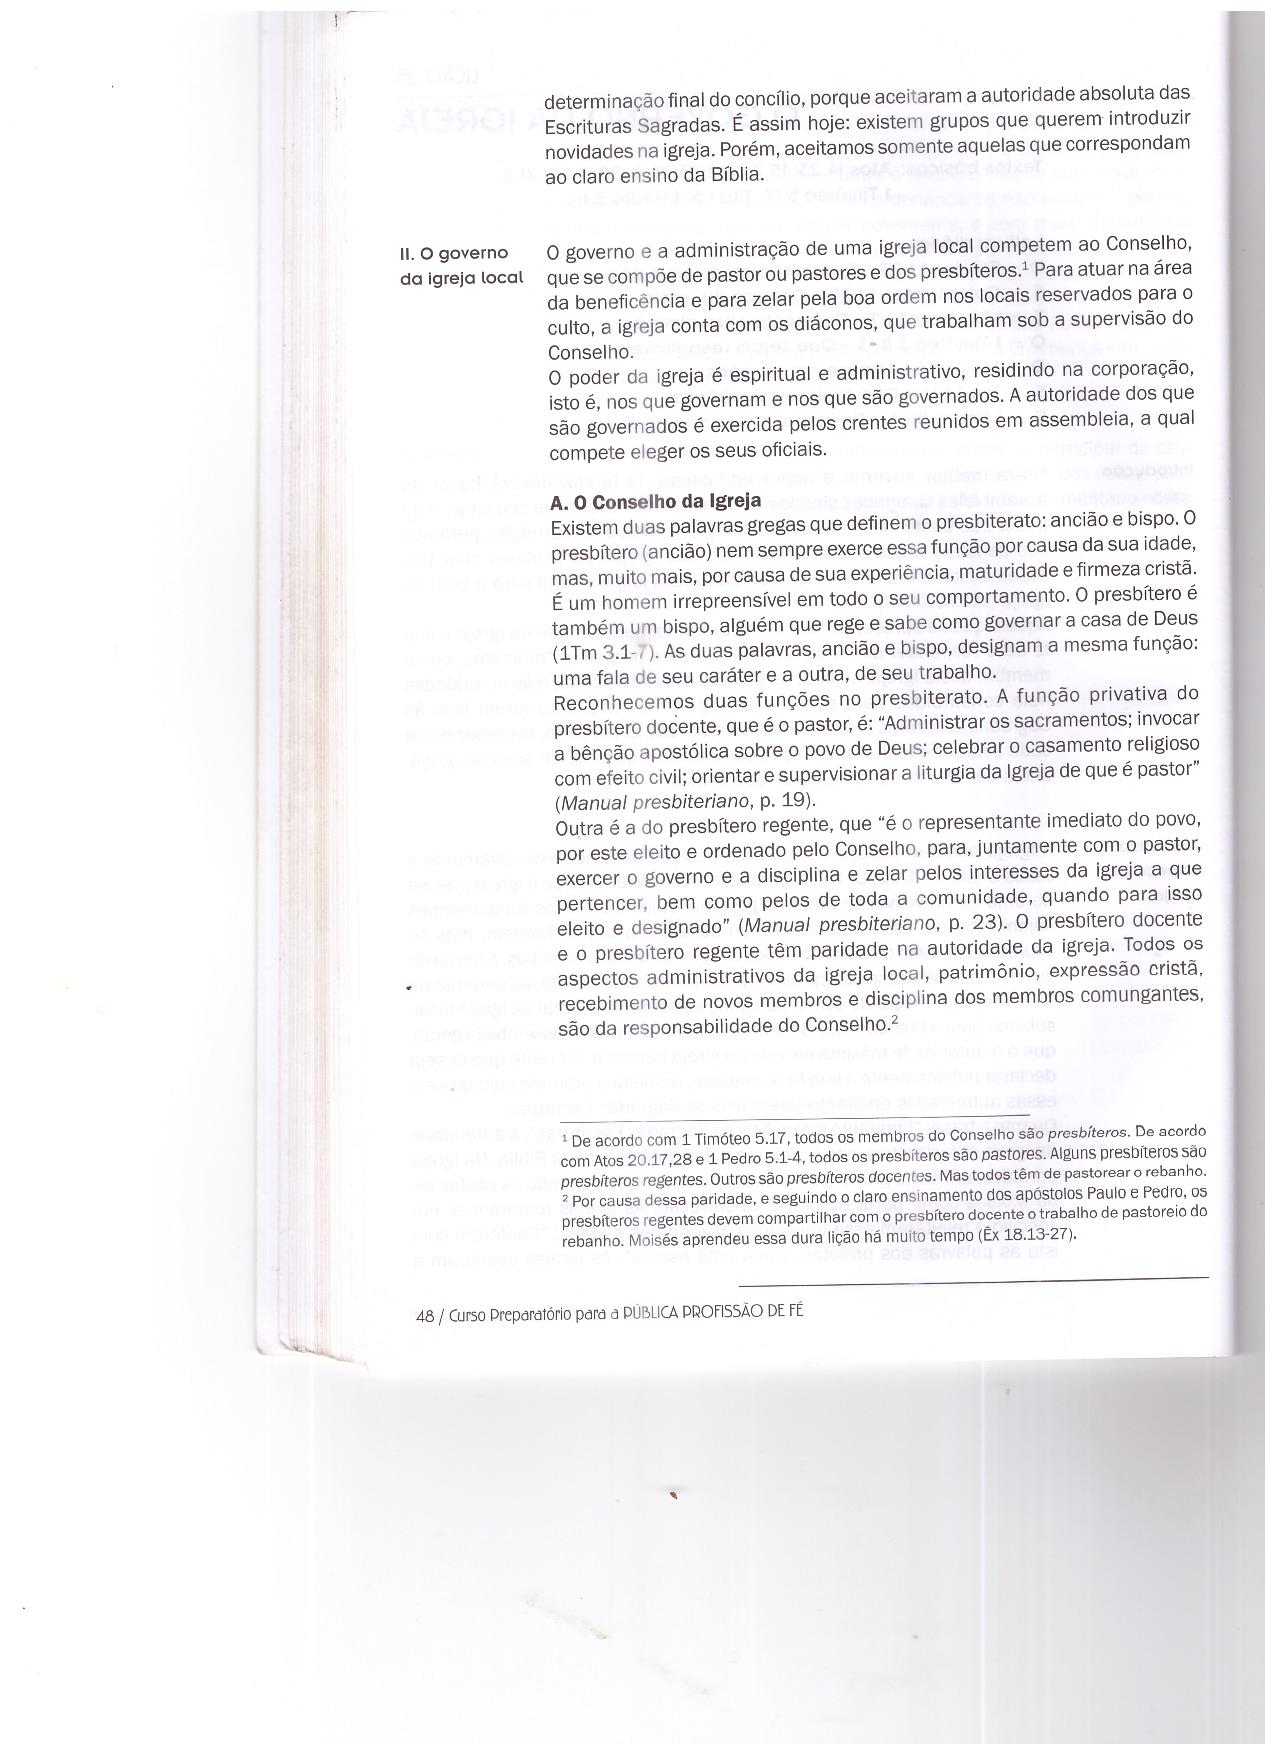 determinação final do concílio, porque aceitaram a autoridade absoluta das
Escrituras Sagradas. É assim hoje: existem grupos que querem introduzir
novidades na igreja. Porém, aceitamos somente aquelas que correspondam
ao claro ensino da Bíblia.
II. O governo
da igreja local
O governo e a administração de uma igreja local competem ao Conselho,
que se compõe de pastor ou pastores e dos presbíteros.¹ Para atuar na área
da beneficência e para zelar pela boa ordem nos locais reservados para o
culto, a igreja conta com os diáconos, que trabalham sob a supervisão do
Conselho.
O poder da igreja é espiritual e administrativo, residindo na corporação,
isto é, nos que governam e nos que são governados. A autoridade dos que
são governados é exercida pelos crentes reunidos em assembleia, a qual
compete eleger os seus oficiais.
A. O Conselho da Igreja
Existem duas palavras gregas que definem o presbiterato: ancião e bispo. O
presbítero (ancião) nem sempre exerce essa função por causa da sua idade,
mas, muito mais, por causa de sua experiência, maturidade e firmeza cristã.
É um homem irrepreensível em todo o seu comportamento. O presbítero é
também um bispo, alguém que rege e sabe como governar a casa de Deus
(1Tm 3.1-7). As duas palavras, ancião e bispo, designam a mesma função:
uma fala de seu caráter e a outra, de seu trabalho.
Reconhecemos duas funções no presbiterato. A função privativa do
presbítero docente, que é o pastor, é: “Administrar os sacramentos; invocar
a bênção apostólica sobre o povo de Deus; celebrar o casamento religioso
com efeito civil; orientar e supervisionar a liturgia da Igreja de que é pastor”
(Manual presbiteriano, p. 19).
Outra é a do presbítero regente, que “é o representante imediato do povo,
por este eleito e ordenado pelo Conselho, para, juntamente com o pastor,
exercer o governo e a disciplina e zelar pelos interesses da igreja a que
pertencer, bem como pelos de toda a comunidade, quando para isso
eleito e designado” (Manual presbiteriano, p. 23). O presbítero docente
e o presbítero regente têm paridade na autoridade da igreja. Todos os
aspectos administrativos da igreja local, patrimônio, expressão cristã,
recebimento de novos membros e disciplina dos membros comungantes,
são da responsabilidade do Conselho.²
¹ De acordo com 1 Timóteo 5.17, todos os membros do Conselho são presbíteros. De acordo
com Atos 20.17,28 e 1 Pedro 5.1-4, todos os presbíteros são pastores. Alguns presbíteros são
presbíteros regentes. Outros são presbíteros docentes. Mas todos têm de pastorear o rebanho.
² Por causa dessa paridade, e seguindo o claro ensinamento dos apóstolos Paulo e Pedro, os
presbíteros regentes devem compartilhar com o presbítero docente o trabalho de pastoreio do
rebanho. Moisés aprendeu essa dura lição há muito tempo (Êx 18.13-27).
48 / Curso Preparatório para a PÚBLICA PROFISSÃO DE FÉ